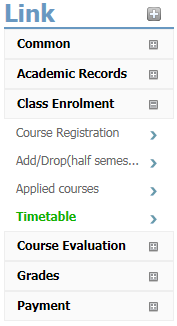 Link
Common
Academic Records
Class Enrolment
Course Registration
Add/Drop(half semes...
Applied courses
Timetable
Course Evaluation
Grades
Payment